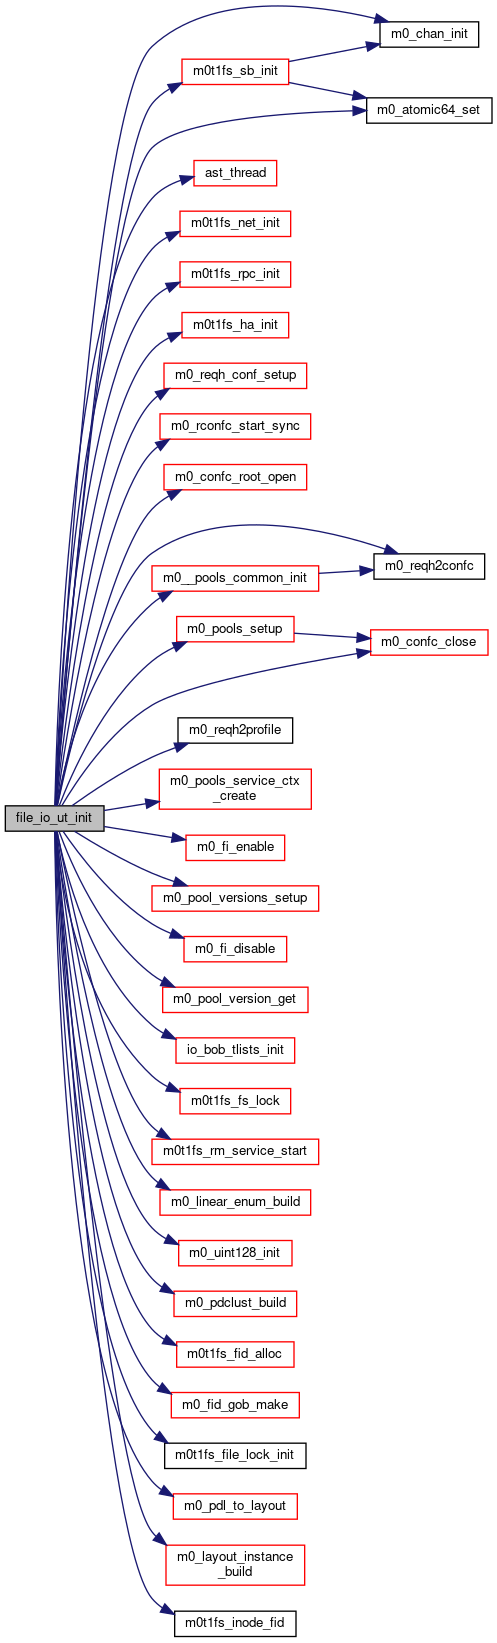 m0_chan_init
m0t1fs_sb_init
m0_atomic64_set
ast_thread
m0t1fs_net_init
m0t1fs_rpc_init
m0t1fs_ha_init
m0_reqh_conf_setup
m0_rconfc_start_sync
m0_confc_root_open
m0_reqh2confc
m0__pools_common_init
m0_pools_setup
m0_confc_close
m0_reqh2profile
m0_pools_service_ctx
_create
file_io_ut_init
m0_fi_enable
m0_pool_versions_setup
m0_fi_disable
m0_pool_version_get
io_bob_tlists_init
m0t1fs_fs_lock
m0t1fs_rm_service_start
m0_linear_enum_build
m0_uint128_init
m0_pdclust_build
m0t1fs_fid_alloc
m0_fid_gob_make
m0t1fs_file_lock_init
m0_pdl_to_layout
m0_layout_instance
_build
m0t1fs_inode_fid